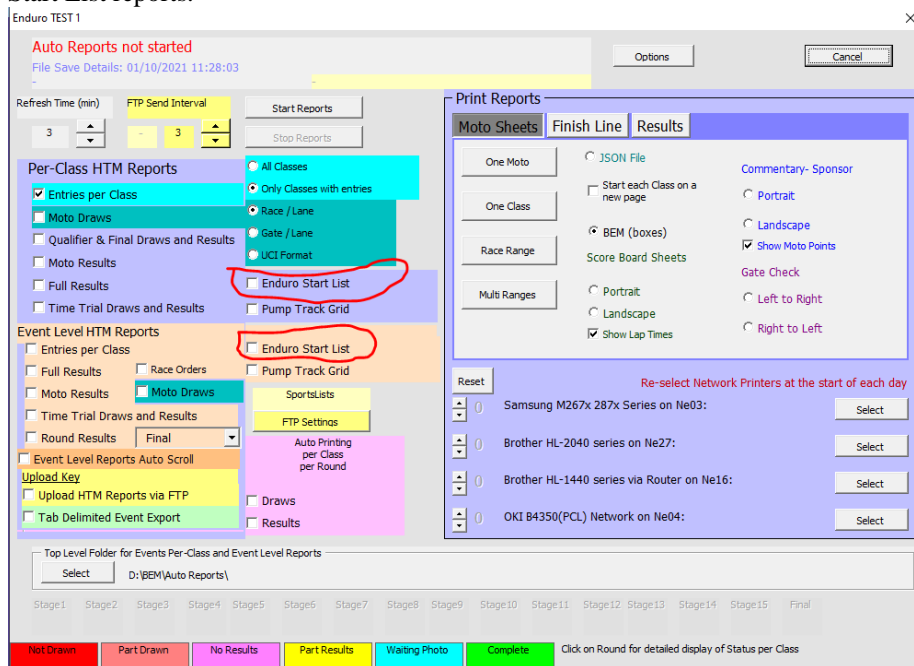 Start List reports.
Enduro TEST 1
Auto Reports not started
File Save Details: 01/10/2021 11:28:03
-
-
Options
Cancel
Refresh Time (min)
FTP Send Interval
3
-
3
Start Reports
Stop Reports
Per-Class HTM Reports
Entries per Class
Moto Draws
Qualifier & Final Draws and Results
Moto Results
Full Results
Time Trial Draws and Results
All Classes
Only Classes with entries
Race / Lane
Gate / Lane
UCI Format
Enduro Start List
Pump Track Grid
Event Level HTM Reports
Entries per Class
Full Results
Race Orders
Moto Results
Moto Draws
Time Trial Draws and Results
Round Results
Final
Event Level Reports Auto Scroll
Upload Key
Upload HTM Reports via FTP
Tab Delimited Event Export
Enduro Start List
Pump Track Grid
SportsLists
FTP Settings
Auto Printing
per Class
per Round
Draws
Results
Print Reports
Moto Sheets
Finish Line
Results
One Moto
One Class
Race Range
Multi Ranges
JSON File
Start each Class on a
new page
BEM (boxes)
Score Board Sheets
Portrait
Landscape
Show Lap Times
Commentary- Sponsor
Portrait
Landscape
Show Moto Points
Gate Check
Left to Right
Right to Left
Reset
Re-select Network Printers at the start of each day
0 Samsung M267x 287x Series on Ne03: Select
0 Brother HL-2040 series on Ne27: Select
0 Brother HL-1440 series via Router on Ne16: Select
0 OKI B4350(PCL) Network on Ne04: Select
Top Level Folder for Events Per-Class and Event Level Reports
Select D:\BEM\Auto Reports\
Stage1 Stage2 Stage3 Stage4 Stage5 Stage6 Stage7 Stage8 Stage9 Stage10 Stage11 Stage12 Stage13 Stage14 Stage15 Final
Not Drawn Part Drawn No Results Part Results Waiting Photo Complete Click on Round for detailed display of Status per Class